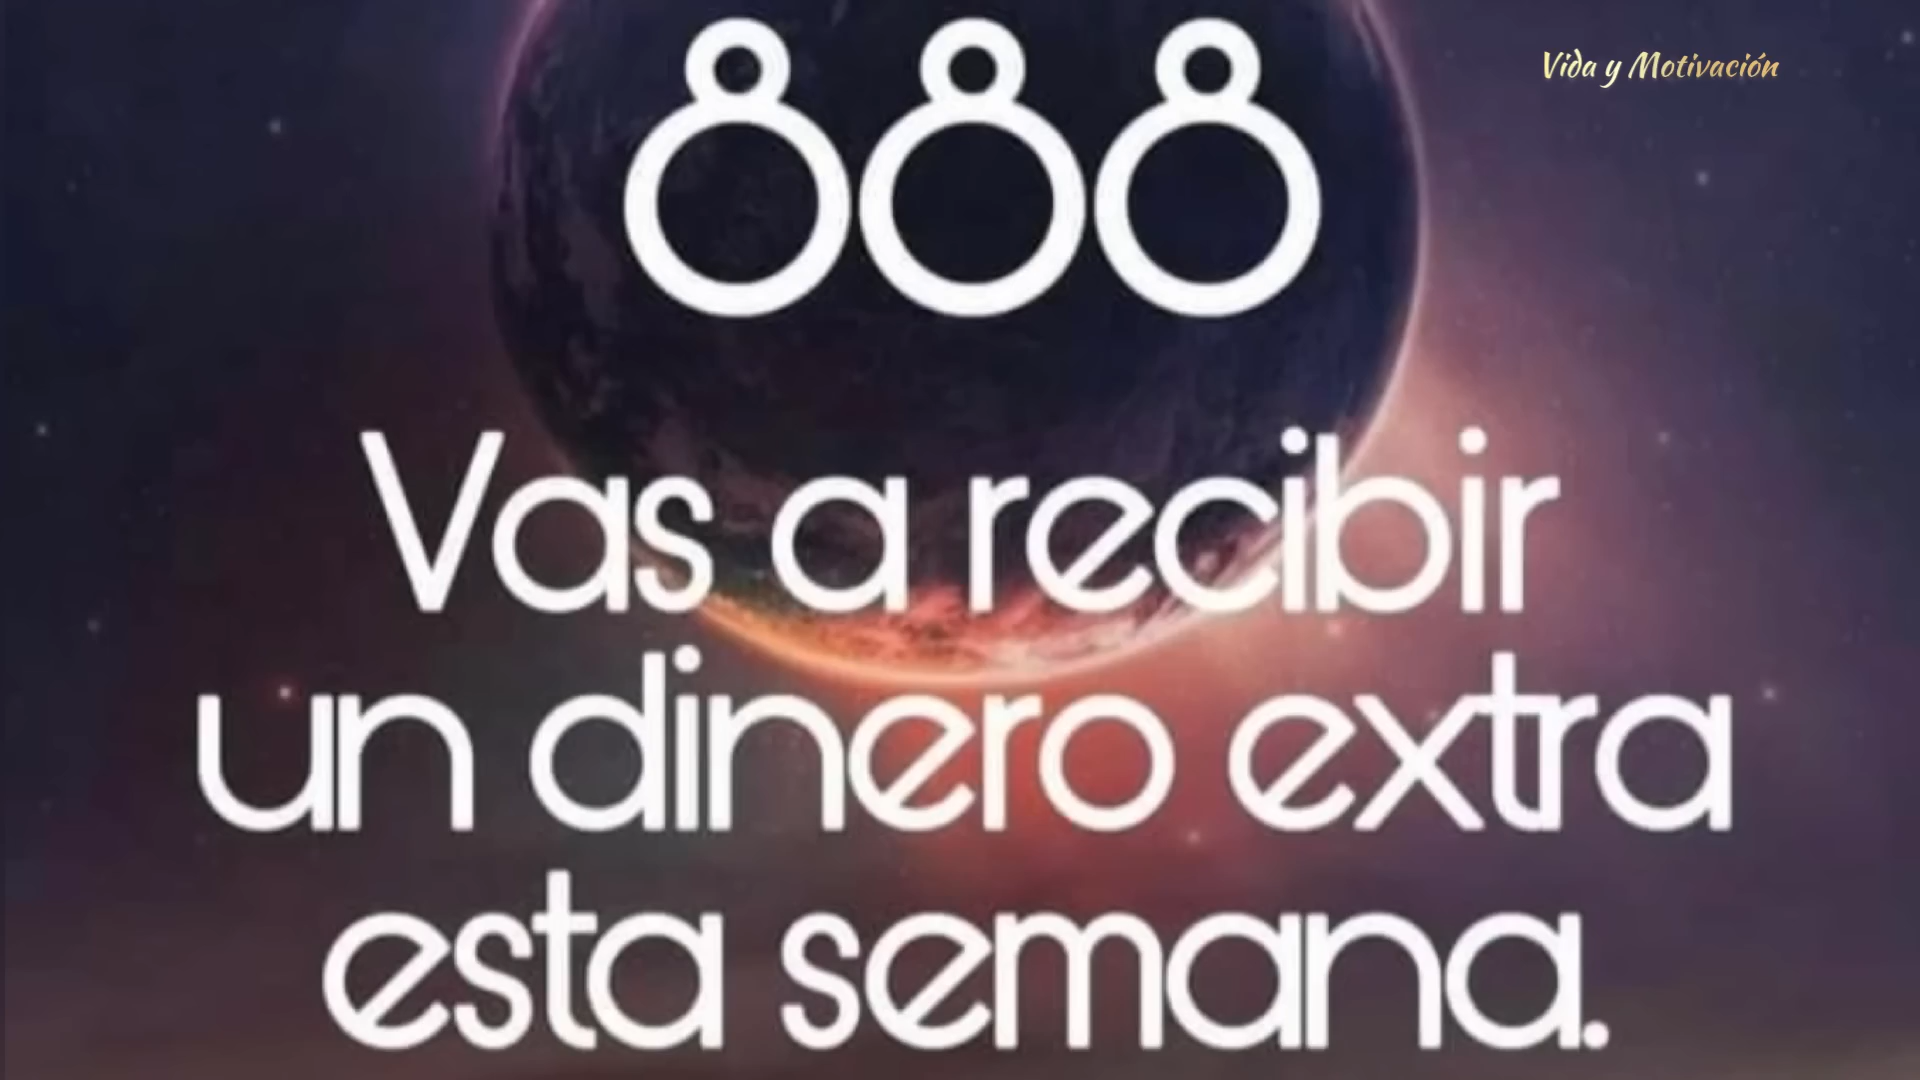 Vida y Motivación
888
Vas a recibir
un dinero extra
esta semana.